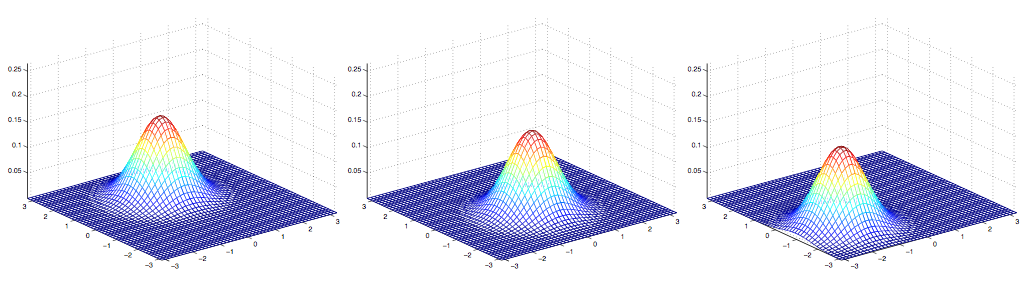 0.25 0.25 0.25
0.2 0.2 0.2
0.15 0.15 0.15
0.1 0.1 0.1
0.05 0.05 0.05
3 3 3 3 3 3
2 2 2 2 2 2
1 1 1 1 1 1
0 0 0 0 0 0
−1 −1 −1 −1 −1 −1
−2 −2 −2 −2 −2 −2
−3 −3 −3 −3 −3 −3